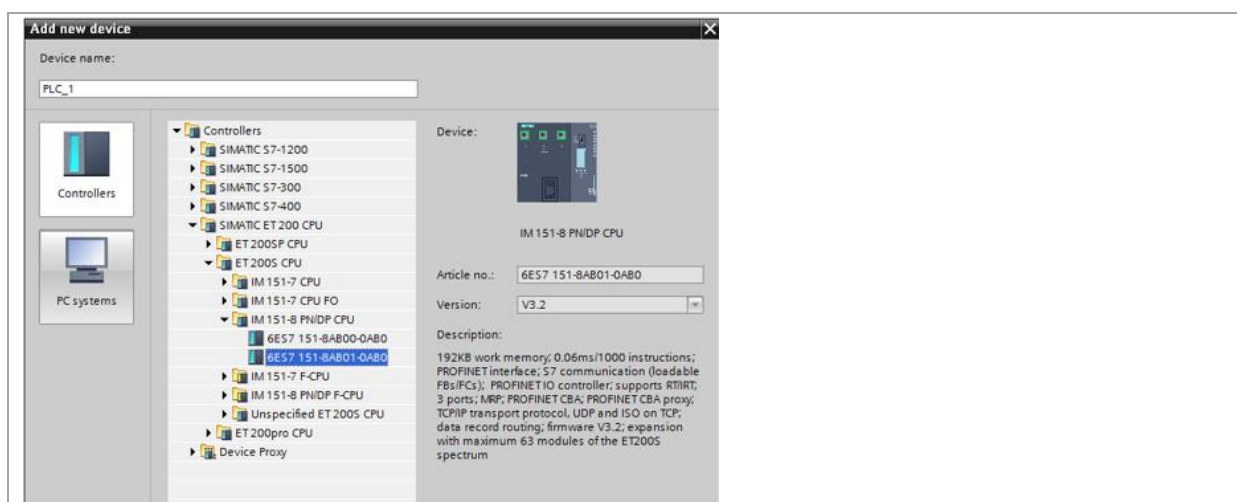 Add new device
Device name:
PLC_1
Controllers
PC systems
Controllers
SIMATIC S7-1200
SIMATIC S7-1500
SIMATIC S7-300
SIMATIC S7-400
SIMATIC ET 200 CPU
ET 200SP CPU
ET 200S CPU
IM 151-7 CPU
IM 151-7 CPU FO
IM 151-8 PN/DP CPU
6ES7 151-8AB00-0AB0
6ES7 151-8AB01-0AB0
IM 151-7 F-CPU
IM 151-8 PN/DP F-CPU
Unspecified ET 200S CPU
ET 200pro CPU
Device Proxy
Device:
IM 151-8 PN/DP CPU
Article no.: 6ES7 151-8AB01-0AB0
Version: V3.2
Description:
192KB work memory; 0.06ms/1000 instructions;
PROFINET interface; S7 communication (loadable
FBs/FCs); PROFINET IO controller; supports RT/IRT;
3 ports; MRP; PROFINET CBA; PROFINET CBA proxy;
TCP/IP transport protocol, UDP and ISO on TCP;
data record routing; firmware V3.2; expansion
with maximum 63 modules of the ET200S
spectrum